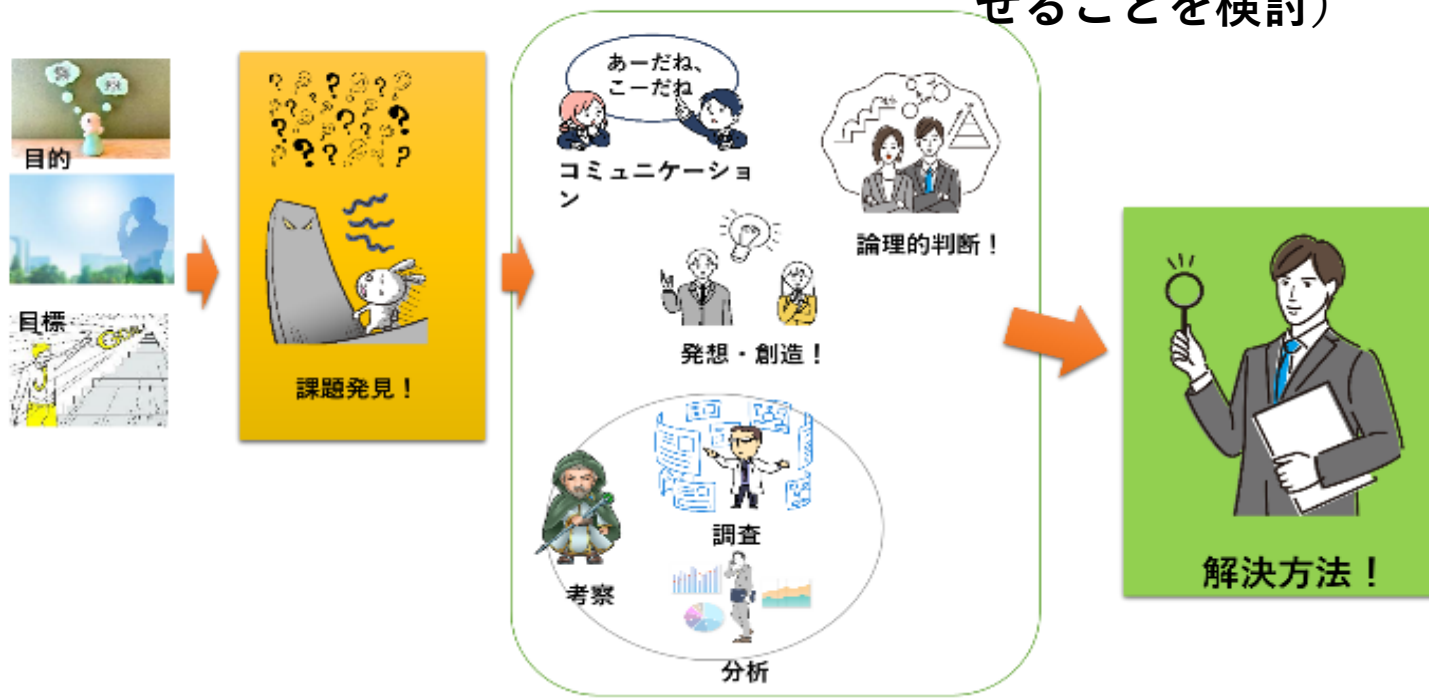 せることを検討）
目的
目標
課題発見！
あーだね、
こーだね
コミュニケーショ
ン
論理的判断！
発想・創造！
調査
考察
分析
解決方法！